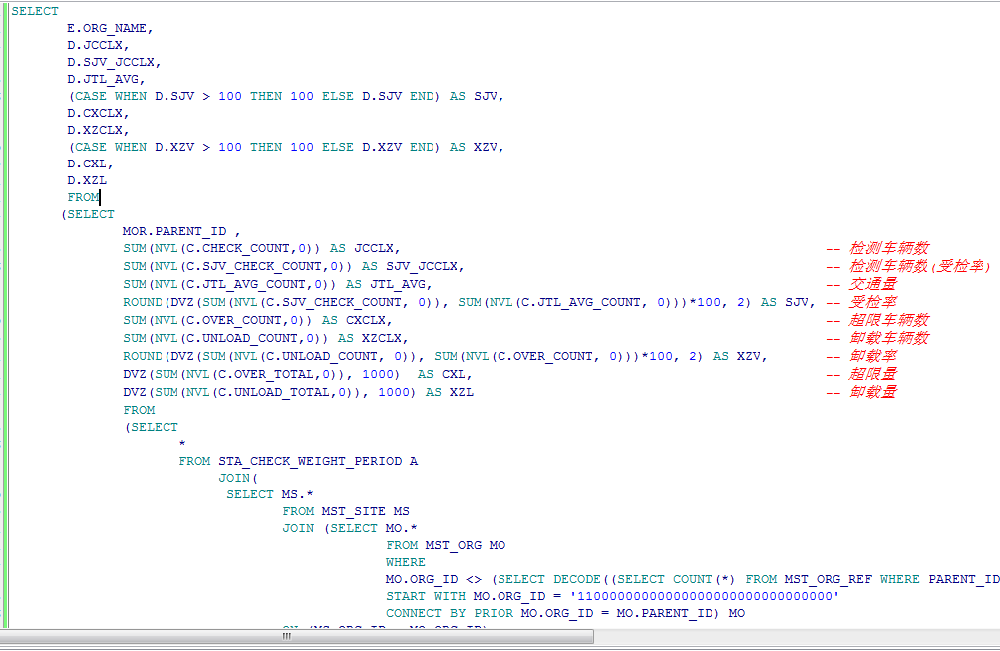 SELECT
E.ORG_NAME,
D.JCCLX,
D.SJV_JCCLX,
D.JTL_AVG,
(CASE WHEN D.SJV > 100 THEN 100 ELSE D.SJV END) AS SJV,
D.CXCLX,
D.XZCLX,
(CASE WHEN D.XZV > 100 THEN 100 ELSE D.XZV END) AS XZV,
D.CXL,
D.XZL
FROM
(SELECT
MOR.PARENT_ID ,
SUM(NVL(C.CHECK_COUNT,0)) AS JCCLX, -- 检测车辆数
SUM(NVL(C.SJV_CHECK_COUNT,0)) AS SJV_JCCLX, -- 检测车辆数(受检率)
SUM(NVL(C.JTL_AVG_COUNT,0)) AS JTL_AVG, -- 交通量
ROUND(DVZ(SUM(NVL(C.SJV_CHECK_COUNT, 0)), SUM(NVL(C.JTL_AVG_COUNT, 0)))*100, 2) AS SJV, -- 受检率
SUM(NVL(C.OVER_COUNT,0)) AS CXCLX, -- 超限车辆数
SUM(NVL(C.UNLOAD_COUNT,0)) AS XZCLX, -- 卸载车辆数
ROUND(DVZ(SUM(NVL(C.UNLOAD_COUNT, 0)), SUM(NVL(C.OVER_COUNT, 0)))*100, 2) AS XZV, -- 卸载率
DVZ(SUM(NVL(C.OVER_TOTAL,0)), 1000) AS CXL, -- 超限量
DVZ(SUM(NVL(C.UNLOAD_TOTAL,0)), 1000) AS XZL -- 卸载量
FROM
(SELECT
*
FROM STA_CHECK_WEIGHT_PERIOD A
JOIN(
SELECT MS.*
FROM MST_SITE MS
JOIN (SELECT MO.*
FROM MST_ORG MO
WHERE
MO.ORG_ID <> (SELECT DECODE((SELECT COUNT(*) FROM MST_ORG_REF WHERE PARENT_ID
START WITH MO.ORG_ID = '11000000000000000000000000000000'
CONNECT BY PRIOR MO.ORG_ID = MO.PARENT_ID) MO